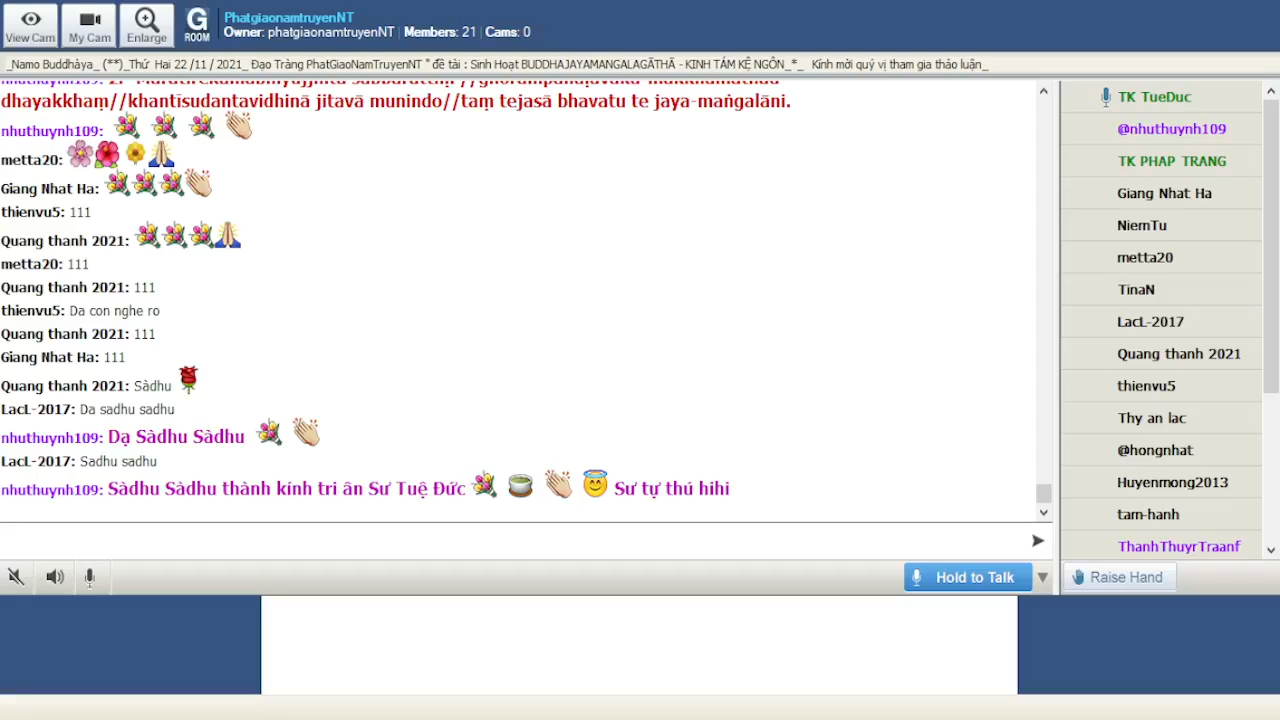 PhatgiaonamtruyenNT
Owner: phatgiaonamtruyenNT | Members: 21 | Cams: 0
View Cam
My Cam
Enlarge
G
ROOM
_Namo Buddhàya_ (**)_Thứ Hai 22 /11 / 2021_ Đạo Tràng PhatGiaoNamTruyenNT " đề tài : Sinh Hoạt BUDDHAJAYAMANGALAGĀTHĀ - KINH TÁM KỆ NGÔN_*_ Kính mời quý vị tham gia thảo luận_
dhayakkhaṃ//khantīsudantavidhinā jitavā munindo//taṃ tejasā bhavatu te jaya-maṅgalāni.
nhuthuynh109:
metta20:
Giang Nhat Ha:
thienvu5: 111
Quang thanh 2021:
metta20: 111
Quang thanh 2021: 111
thienvu5: Da con nghe ro
Quang thanh 2021: 111
Giang Nhat Ha: 111
Quang thanh 2021: Sàdhu
LacL-2017: Da sadhu sadhu
nhuthuynh109: Dạ Sàdhu Sàdhu
LacL-2017: Sadhu sadhu
nhuthuynh109: Sàdhu Sàdhu thành kính tri ân Sư Tuệ Đức Sư tự thú hihi
TK TueDuc
@nhuthuynh109
TK PHAP TRANG
Giang Nhat Ha
NiemTu
metta20
TinaN
LacL-2017
Quang thanh 2021
thienvu5
Thy an lac
@hongnhat
Huyenmong2013
tam-hanh
ThanhThuyrTraanf
Hold to Talk
Raise Hand